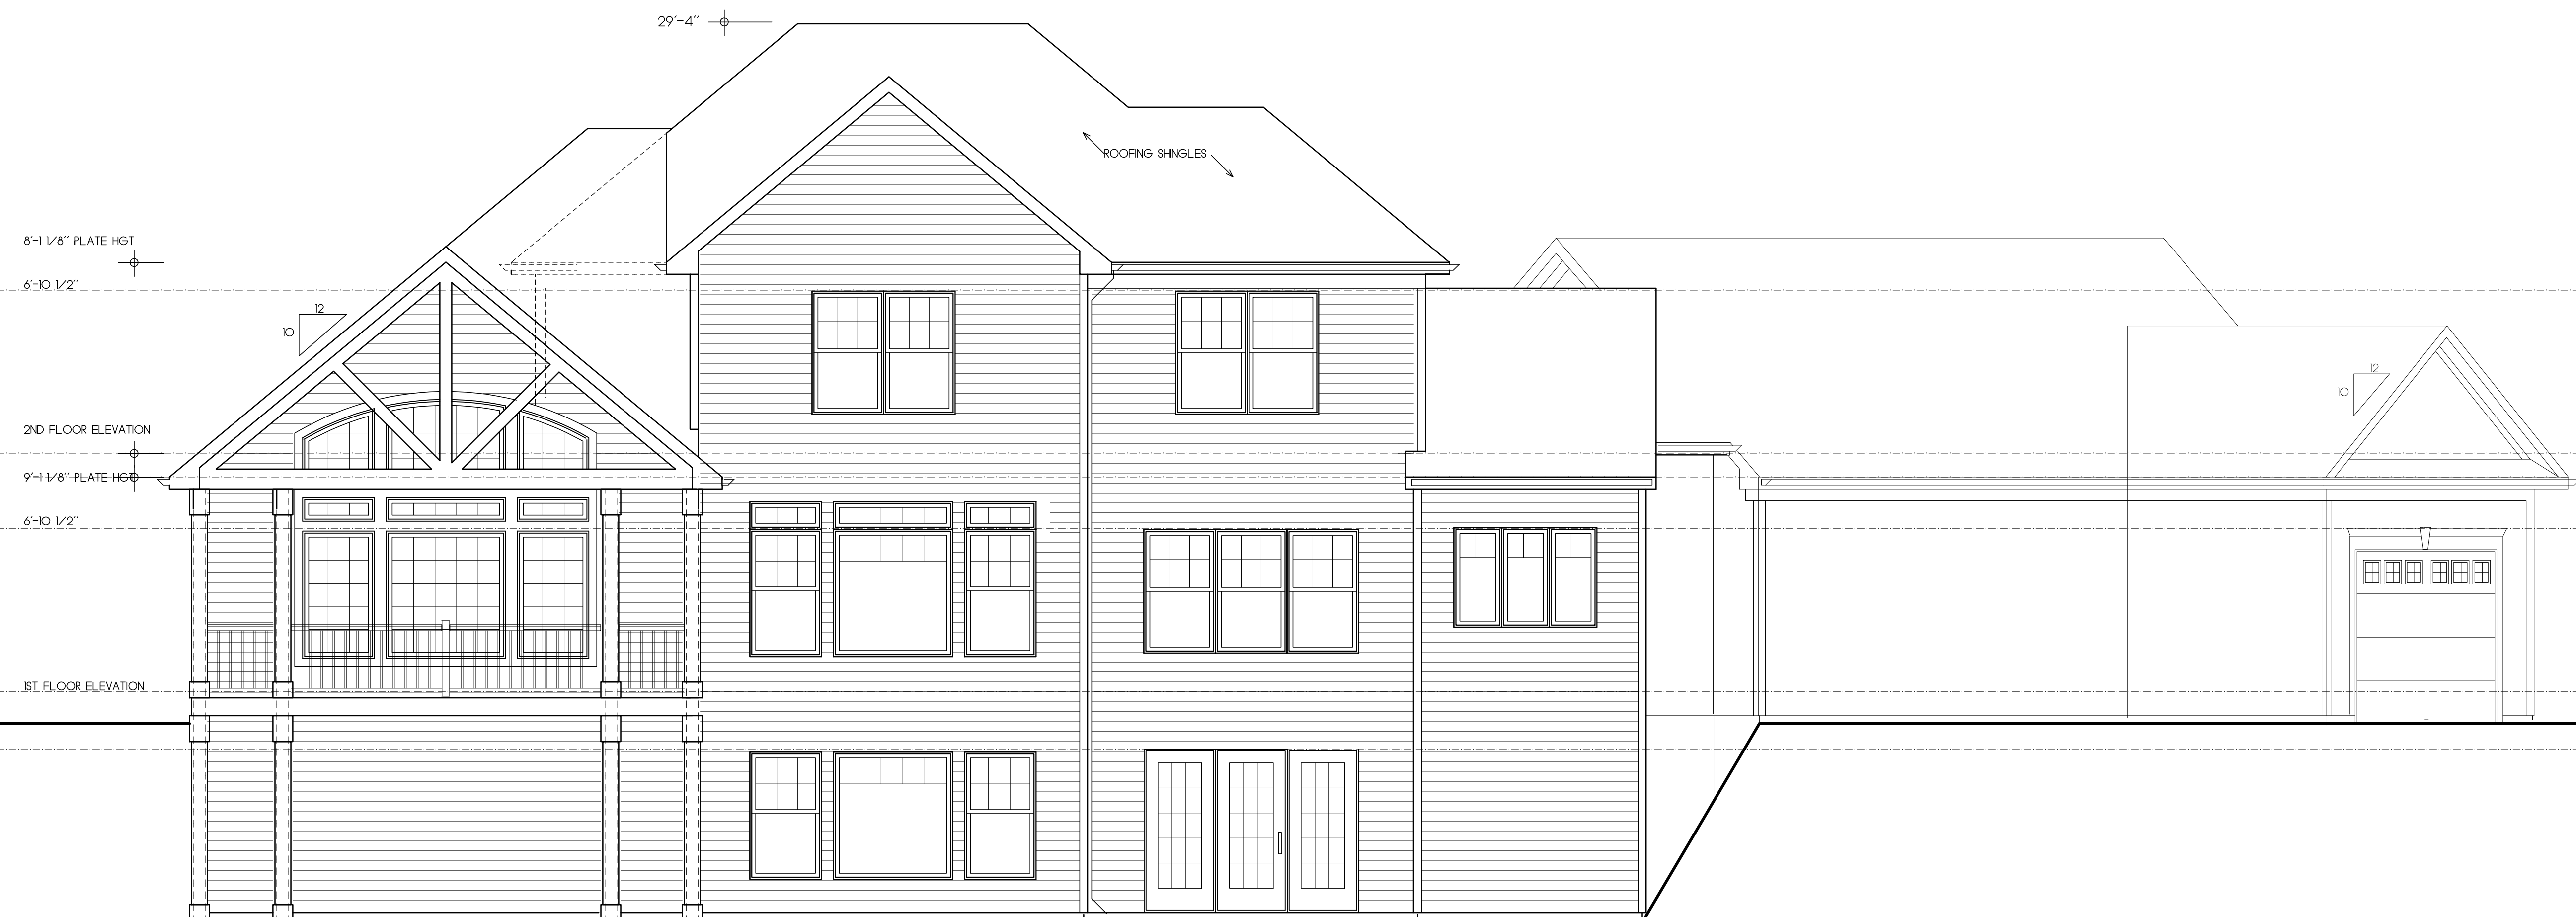 29'-4"
ROOFING SHINGLES
8'-1 1/8" PLATE HGT
6'-10 1/2"
12
10
12
10
2ND FLOOR ELEVATION
9'-1 1/8" PLATE HGT
6'-10 1/2"
1ST FLOOR ELEVATION